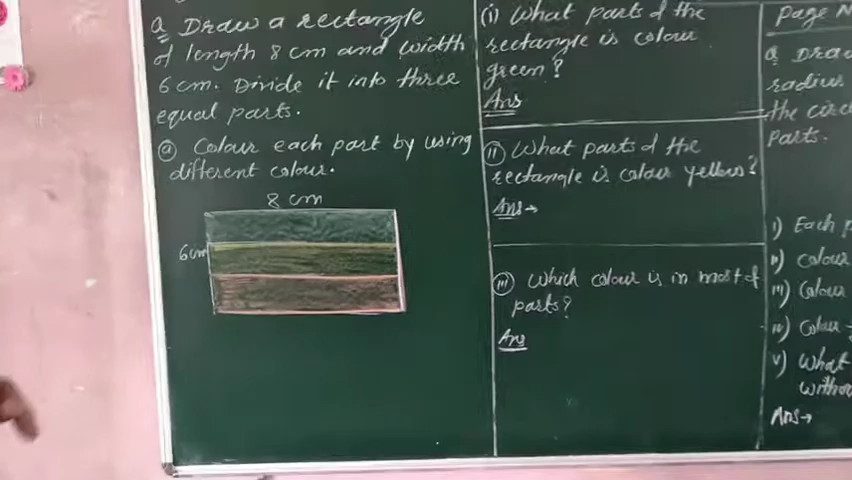 Q Draw a rectangle
of length 8 cm and width
6 cm. Divide it into three
equal parts.
(a) Colour each part by using
different colour.
8 cm
6 cm
(i) What parts of the
rectangle is colour
green?
Ans
(ii) What parts of the
rectangle is colour yellow?
Ans→
(iii) Which colour is in most of
parts?
Ans
Page N
Q Draw
radius
the circ
Parts.
i) Each p
ii) colour
iii) Colour
iv) Colour
v) What
witho
Ans→